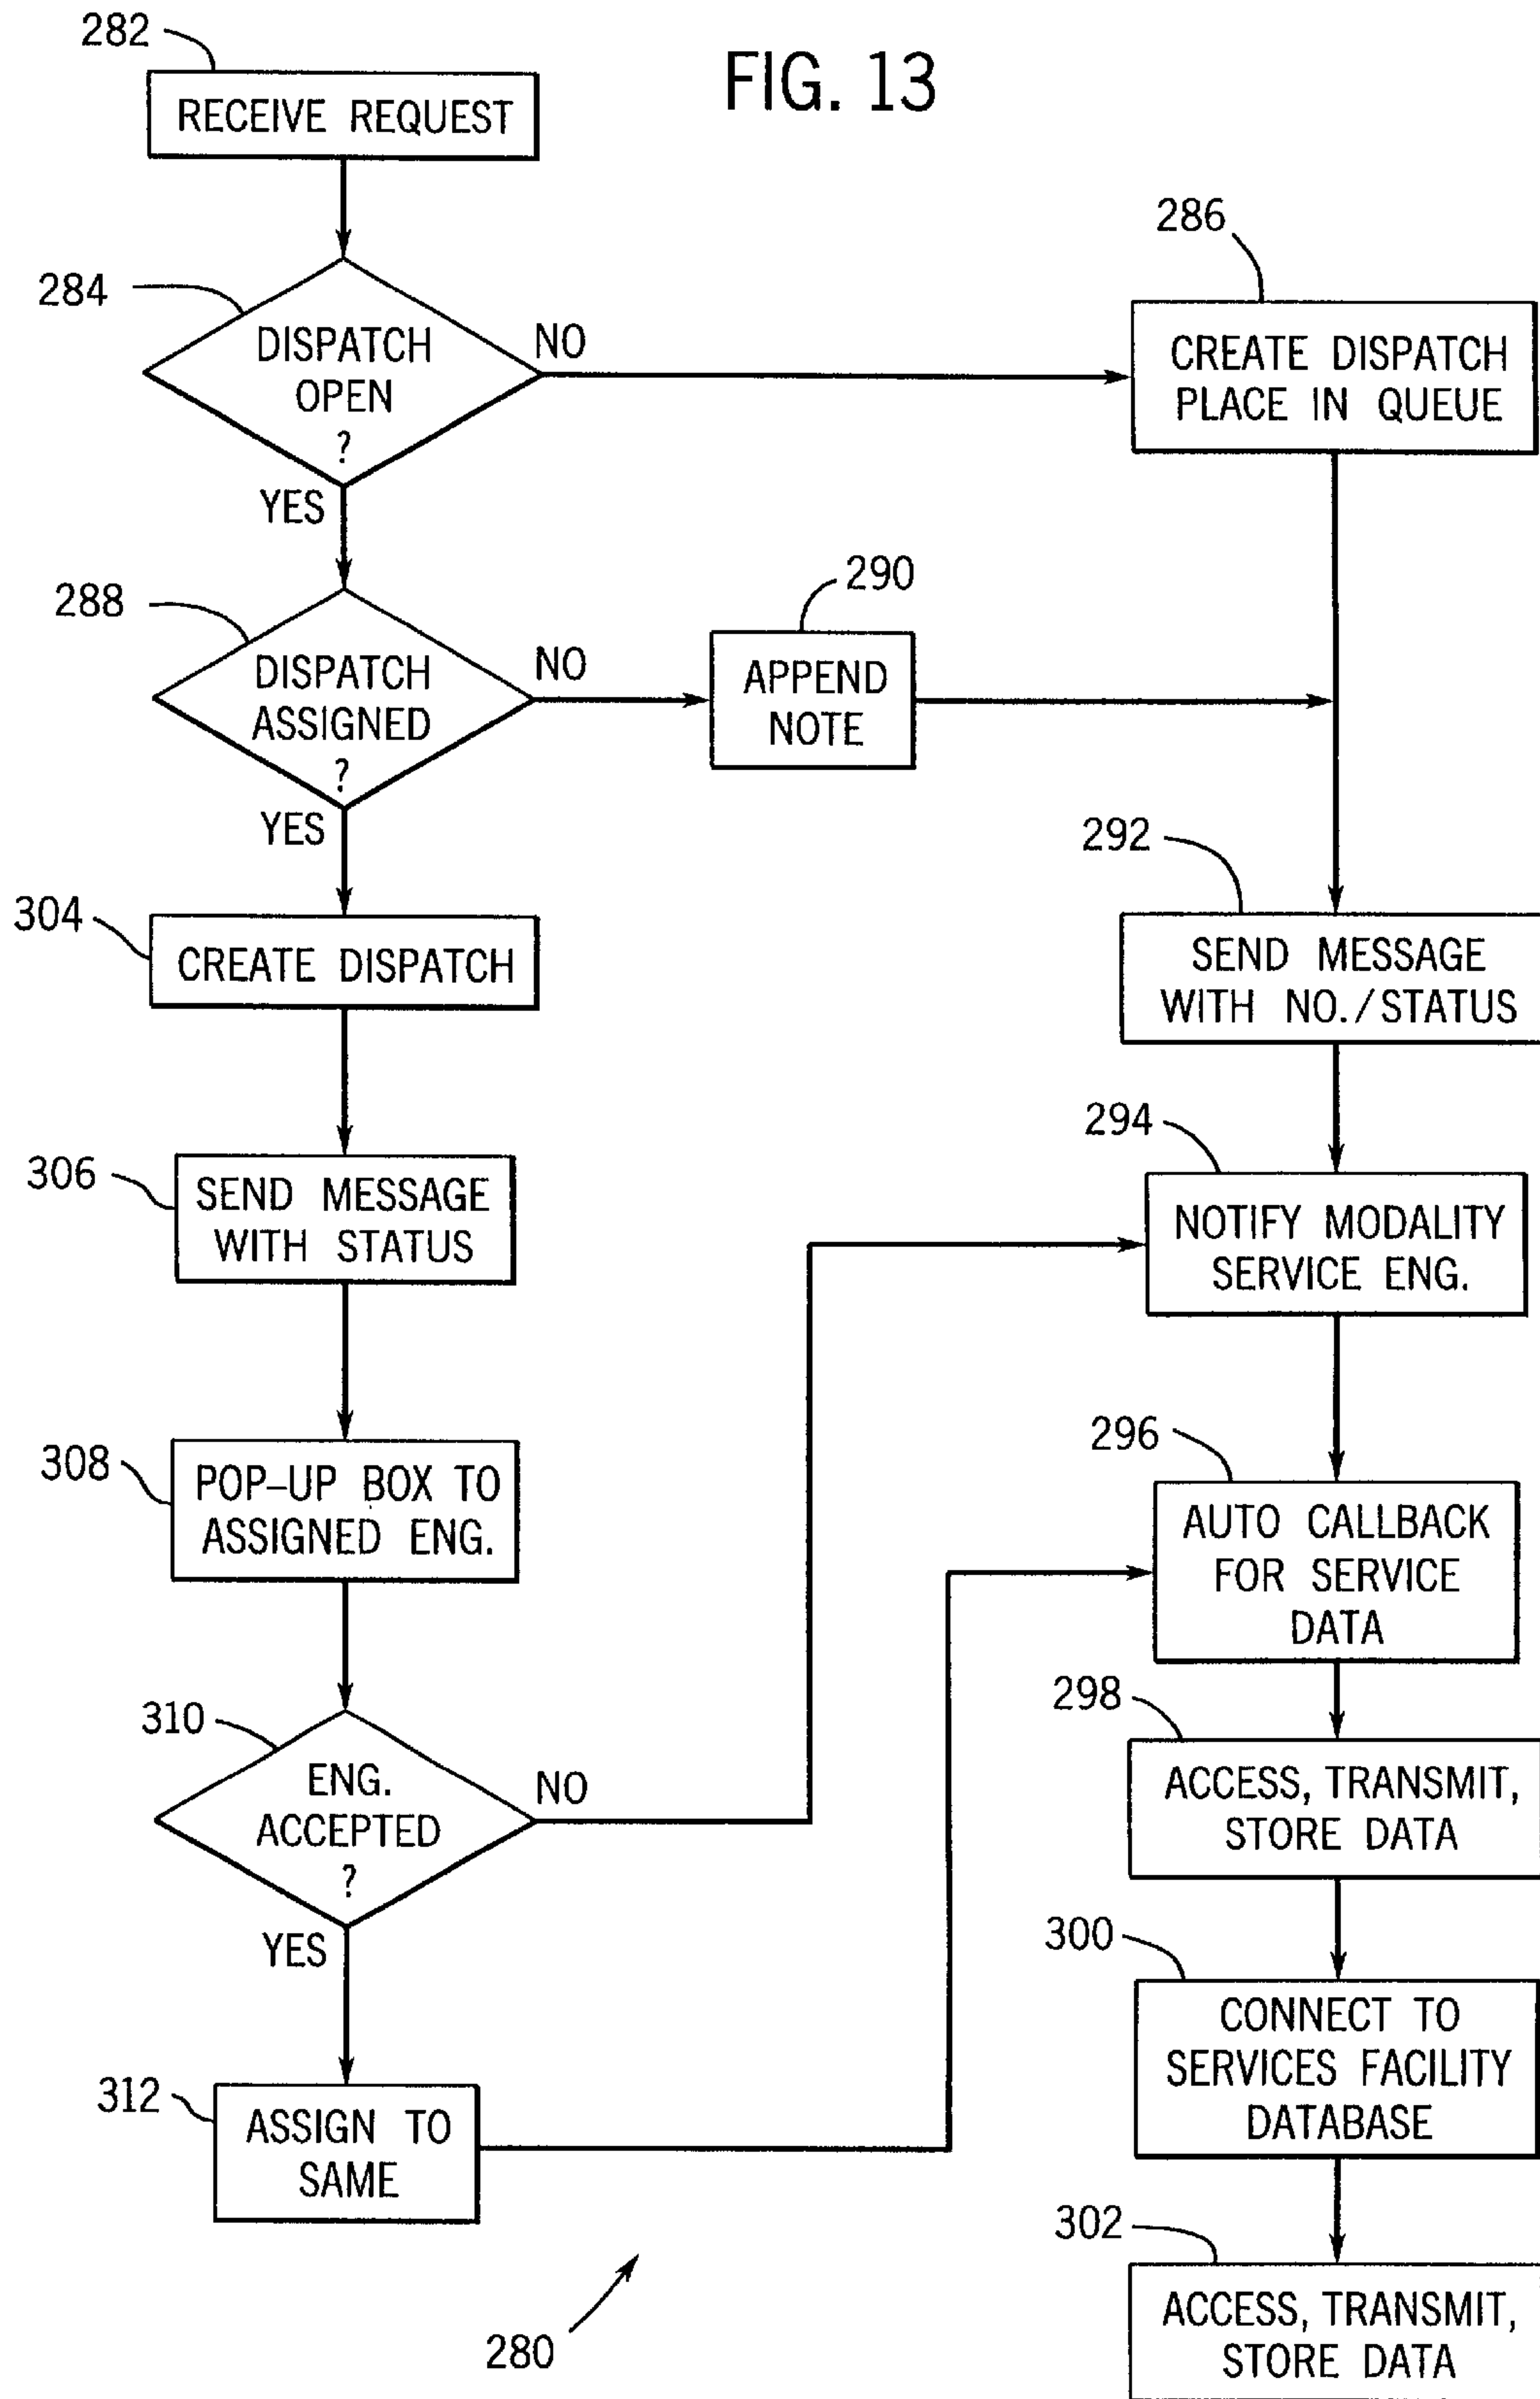 FIG. 13
282
RECEIVE REQUEST
284
DISPATCH
OPEN
?
NO
YES
286
CREATE DISPATCH
PLACE IN QUEUE
288
DISPATCH
ASSIGNED
?
NO
YES
290
APPEND
NOTE
292
SEND MESSAGE
WITH NO./STATUS
304
CREATE DISPATCH
294
NOTIFY MODALITY
SERVICE ENG.
306
SEND MESSAGE
WITH STATUS
296
AUTO CALLBACK
FOR SERVICE
DATA
308
POP-UP BOX TO
ASSIGNED ENG.
298
ACCESS, TRANSMIT,
STORE DATA
310
ENG.
ACCEPTED
?
NO
YES
300
CONNECT TO
SERVICES FACILITY
DATABASE
312
ASSIGN TO
SAME
302
ACCESS, TRANSMIT,
STORE DATA
280